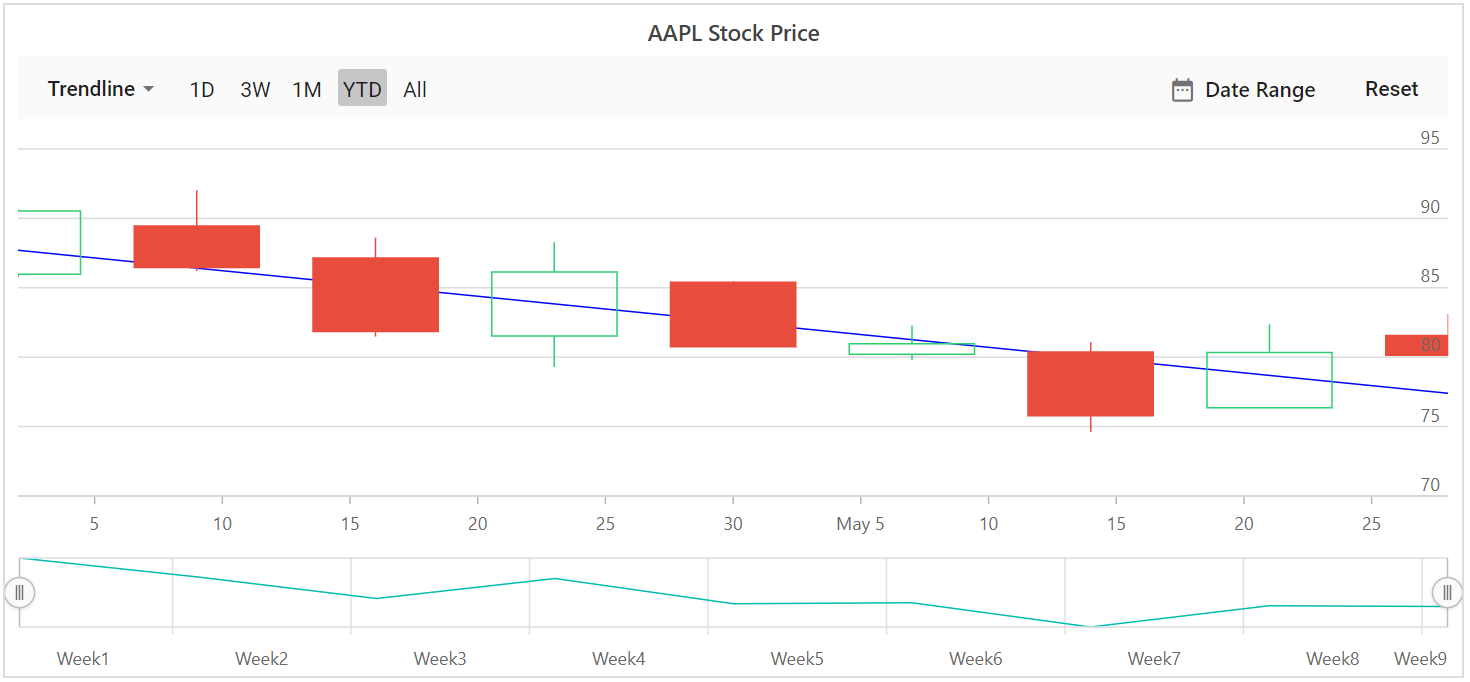 AAPL Stock Price
Trendline 1D 3W 1M YTD All Date Range Reset
95
90
85
80
75
70
5 10 15 20 25 30 May 5 10 15 20 25
Week1 Week2 Week3 Week4 Week5 Week6 Week7 Week8 Week9